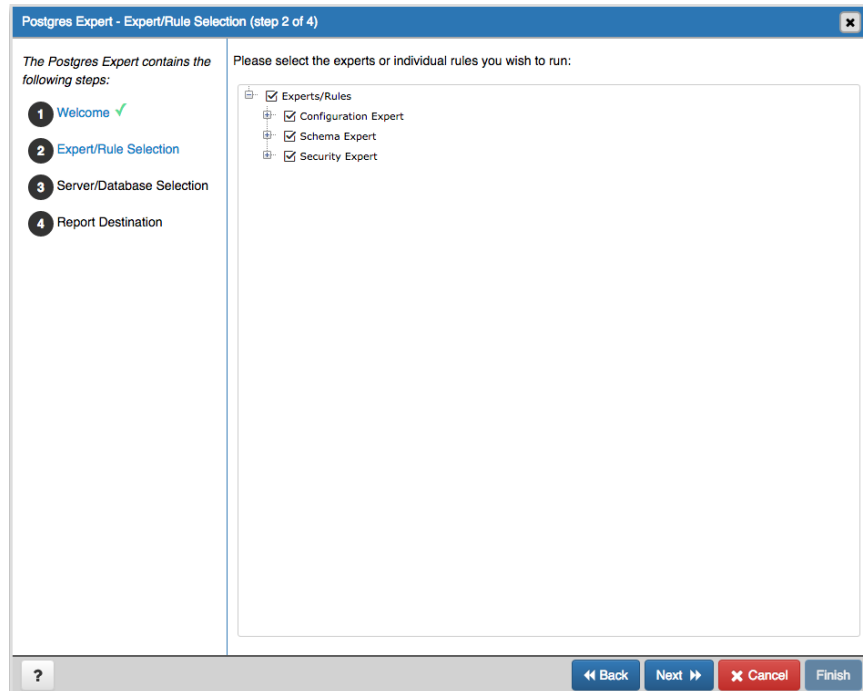 Postgres Expert - Expert/Rule Selection (step 2 of 4)
The Postgres Expert contains the
following steps:
1 Welcome
2 Expert/Rule Selection
3 Server/Database Selection
4 Report Destination
Please select the experts or individual rules you wish to run:
Experts/Rules
Configuration Expert
Schema Expert
Security Expert
?
Back
Next
Cancel
Finish